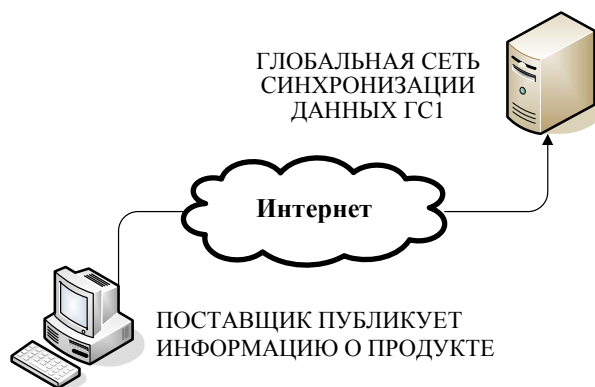 ГЛОБАЛЬНАЯ СЕТЬ
СИНХРОНИЗАЦИИ
ДАННЫХ ГС1
Интернет
ПОСТАВЩИК ПУБЛИКУЕТ
ИНФОРМАЦИЮ О ПРОДУКТЕ